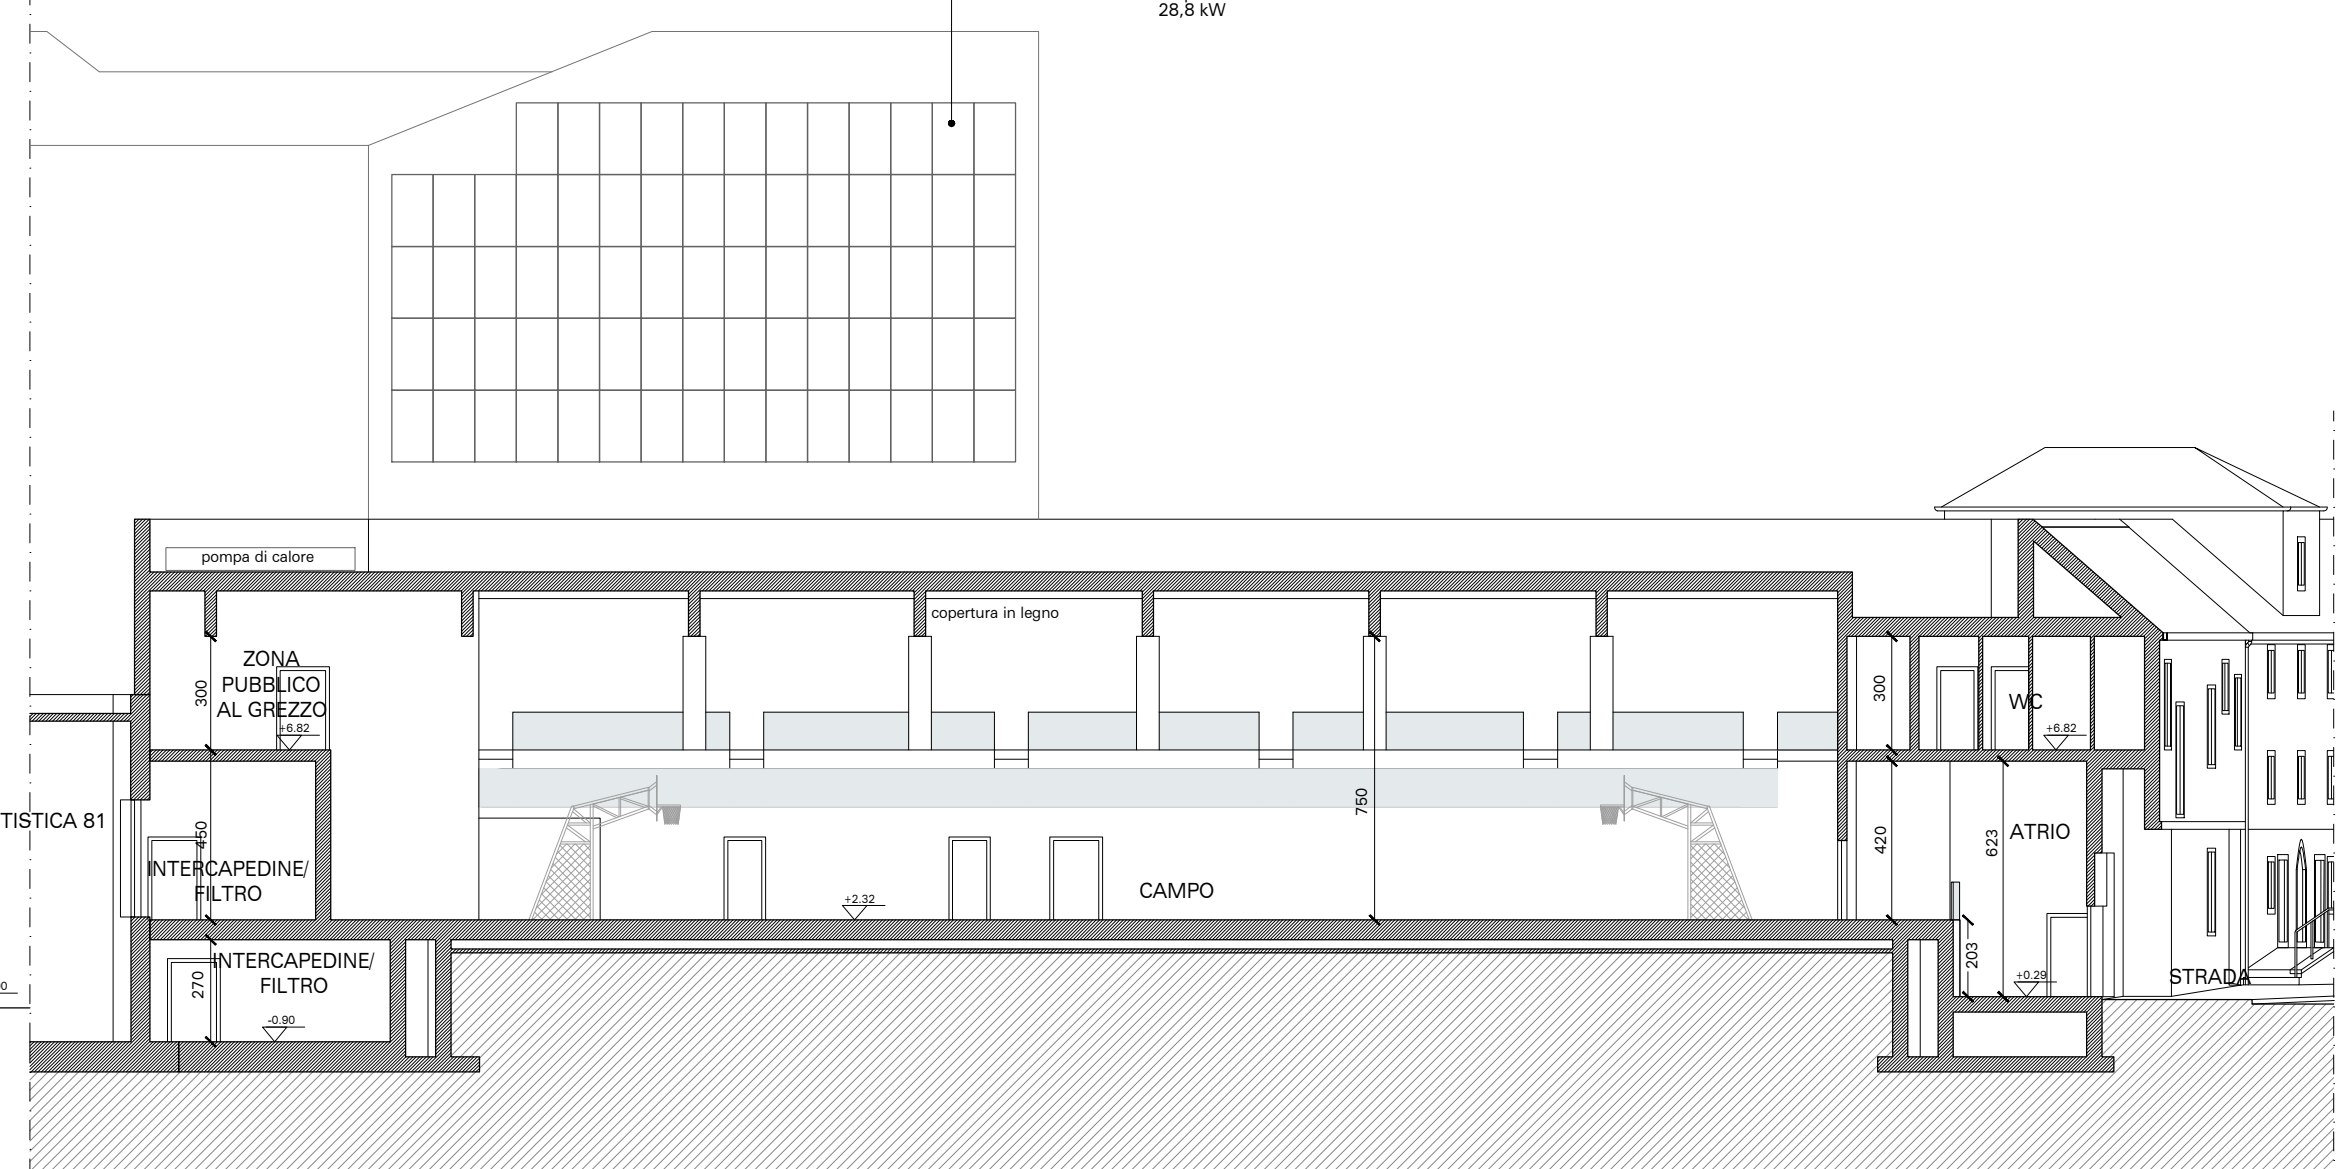 28,8 kW
pompa di calore
copertura in legno
ZONA
PUBBLICO
AL GREZZO
+6.82
300
300
WC
+6.82
TISTICA 81
450
INTERCAPEDINE/
FILTRO
750
CAMPO
+2.32
420
623
ATRIO
INTERCAPEDINE/
FILTRO
270
-0.90
203
+0.29
STRADA
0